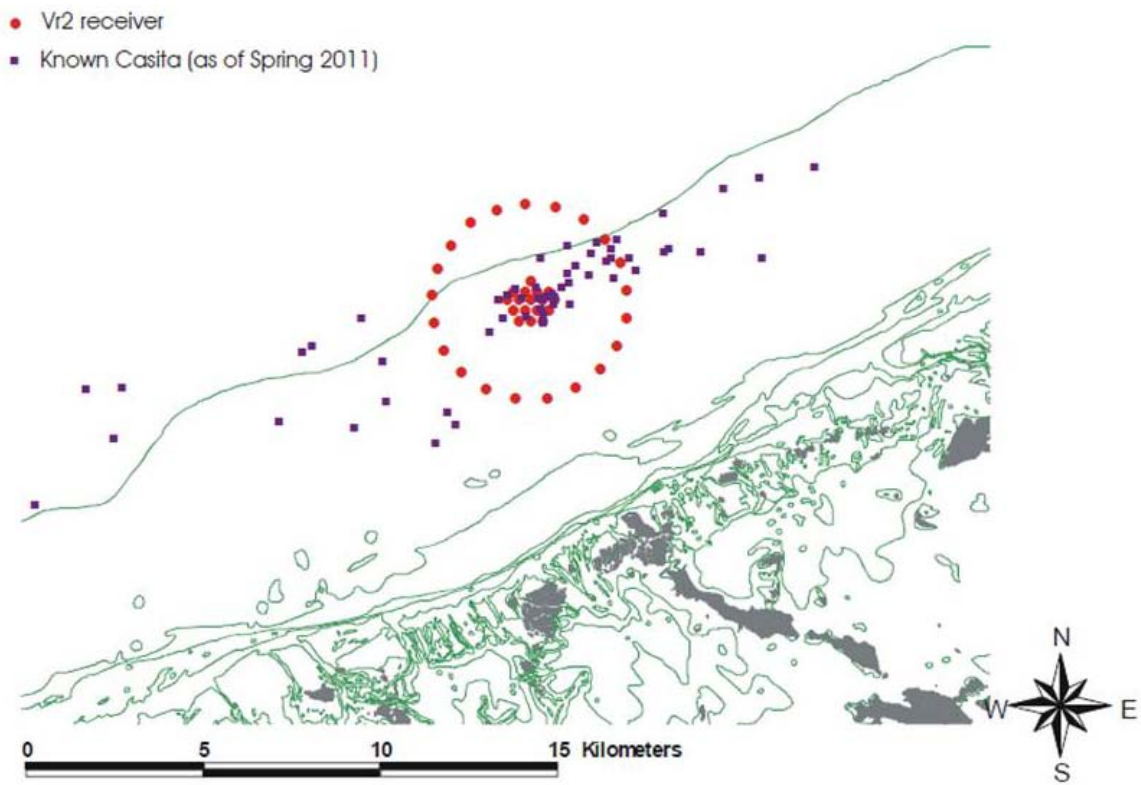 Vr2 receiver
Known Casita (as of Spring 2011)
N
W E
S
0 5 10 15 Kilometers